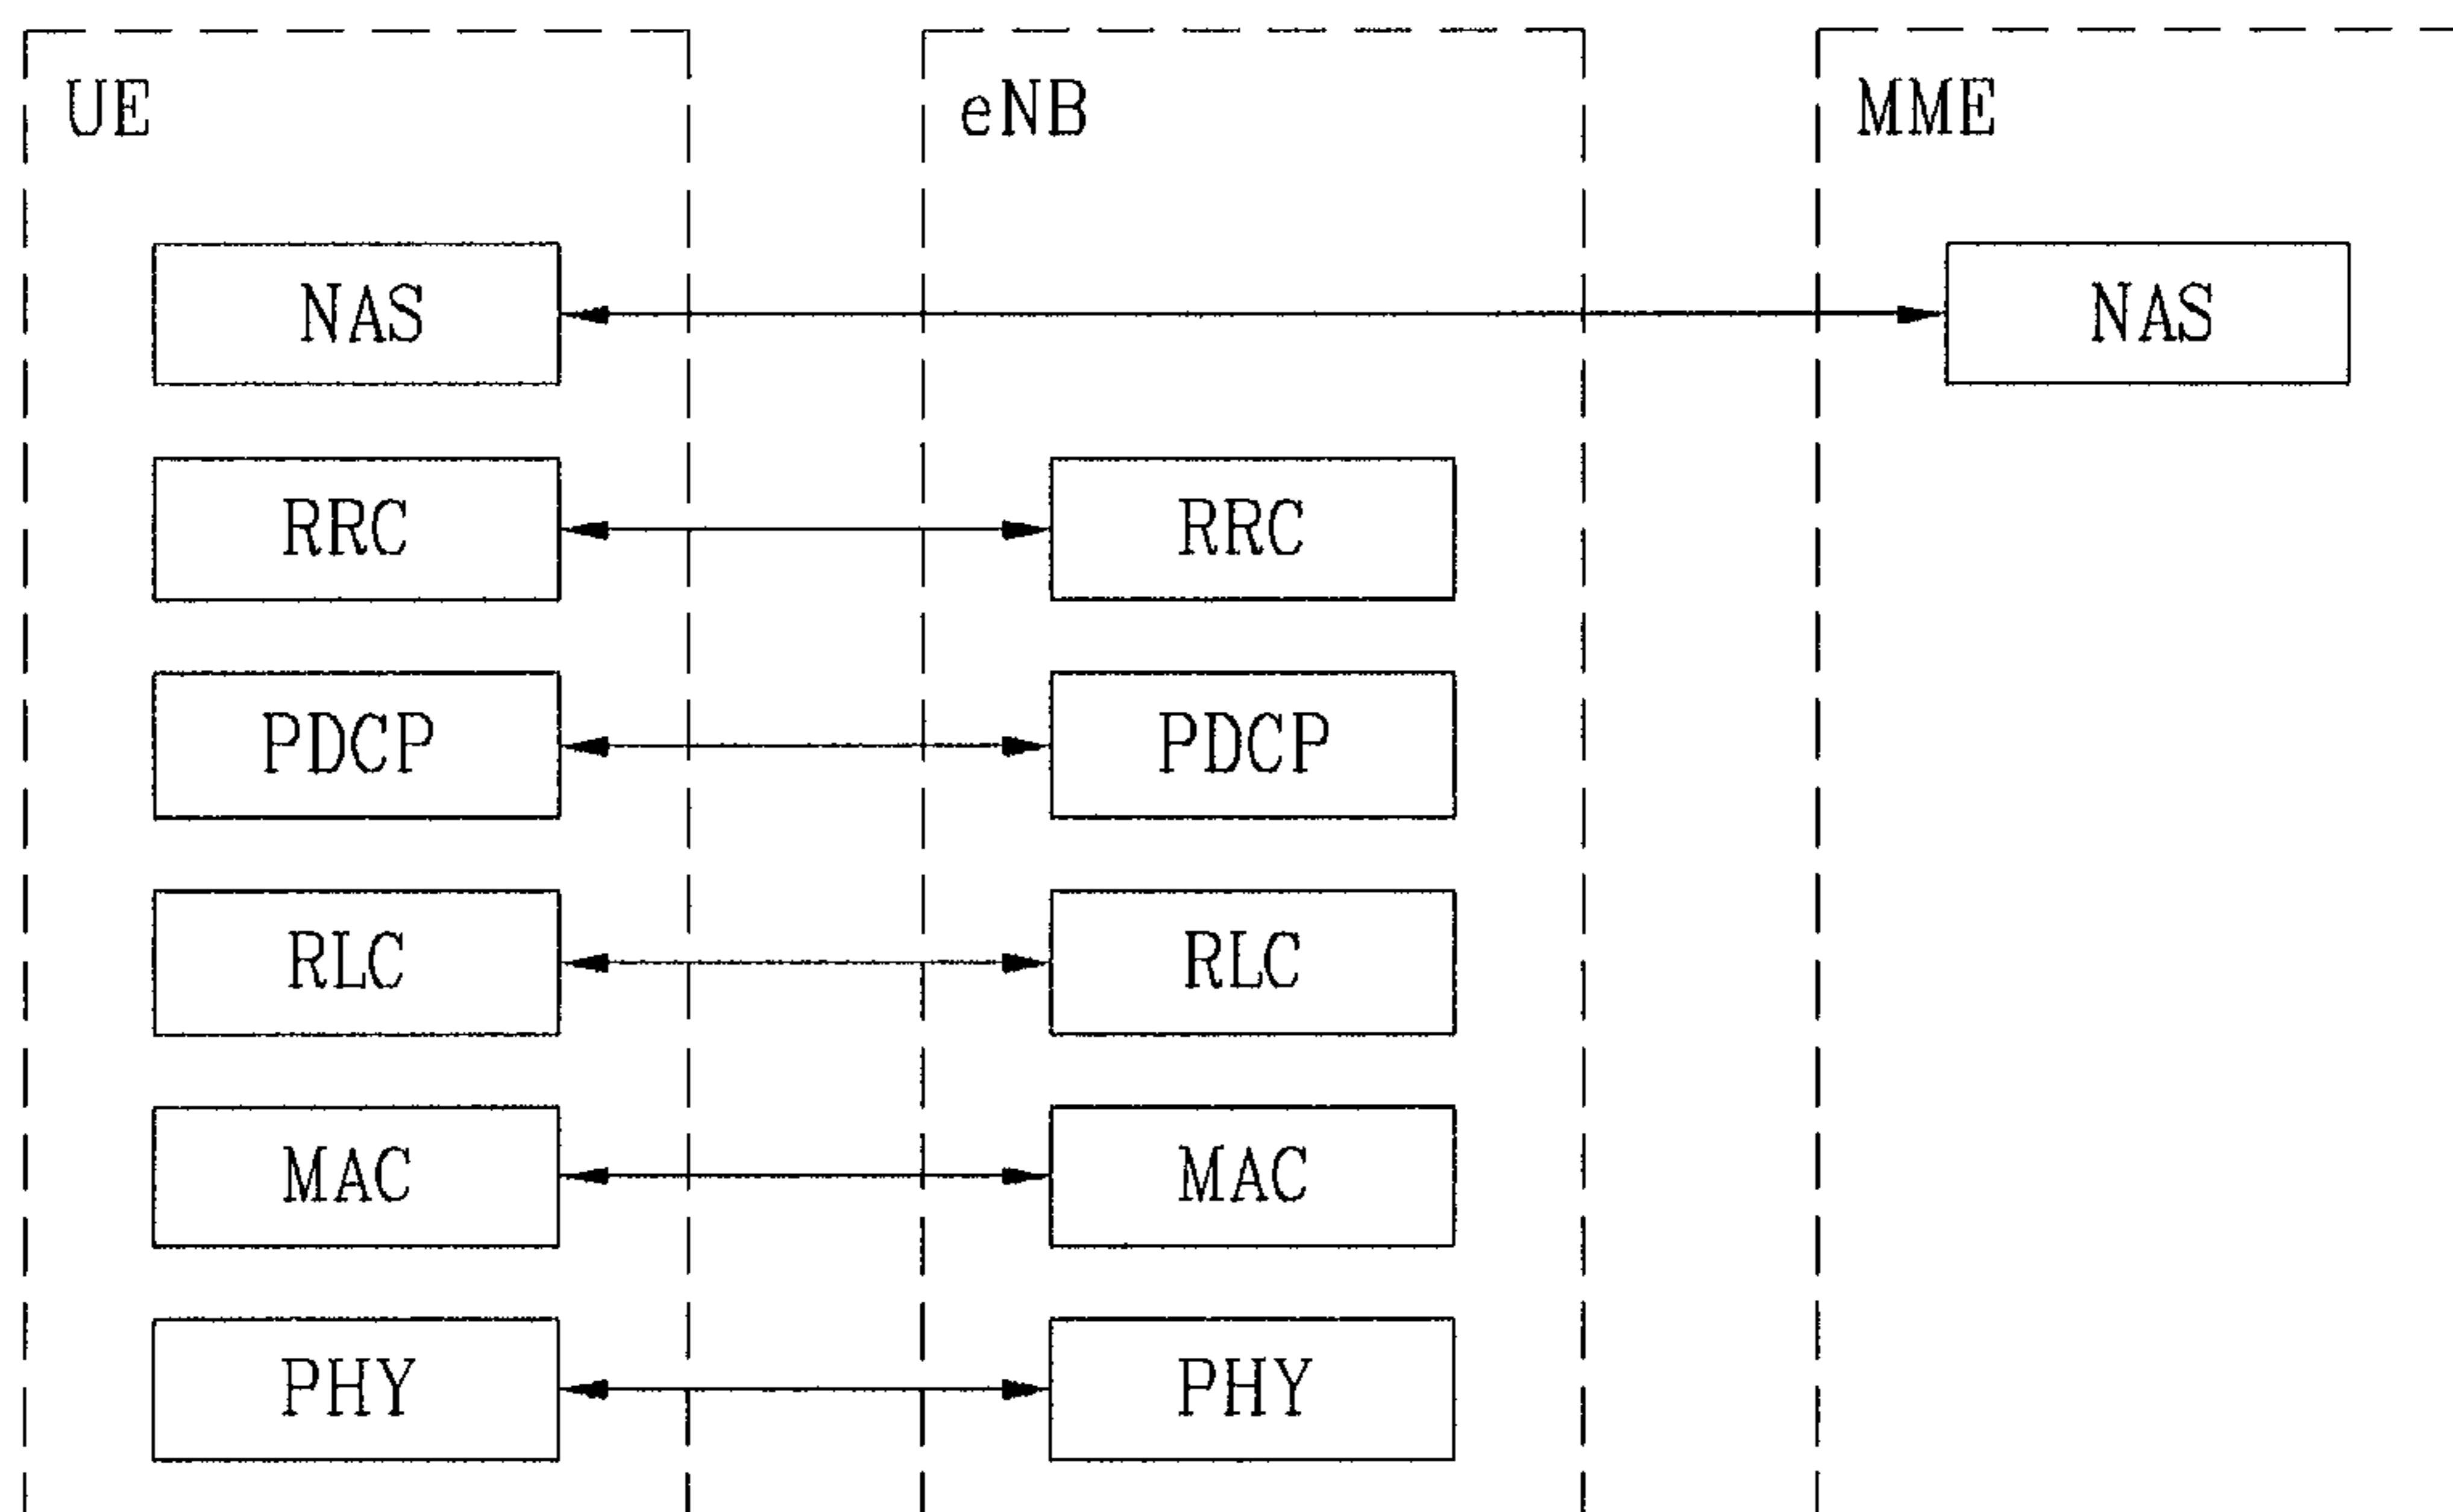 UE eNB MME
NAS NAS
RRC RRC
PDCP PDCP
RLC RLC
MAC MAC
PHY PHY